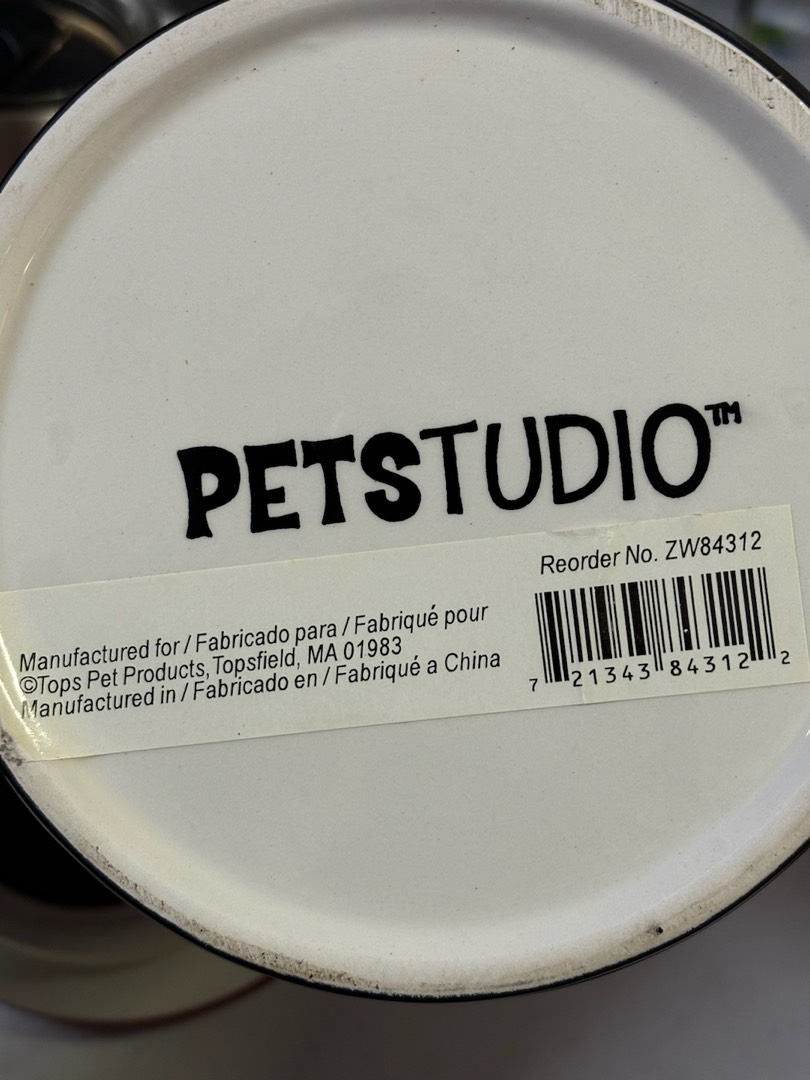 PETSTUDIO™
Reorder No. ZW84312
Manufactured for / Fabricado para / Fabriqué pour
©Tops Pet Products, Topsfield, MA 01983
Manufactured in / Fabricado en / Fabriqué a China
7 21343 84312 2